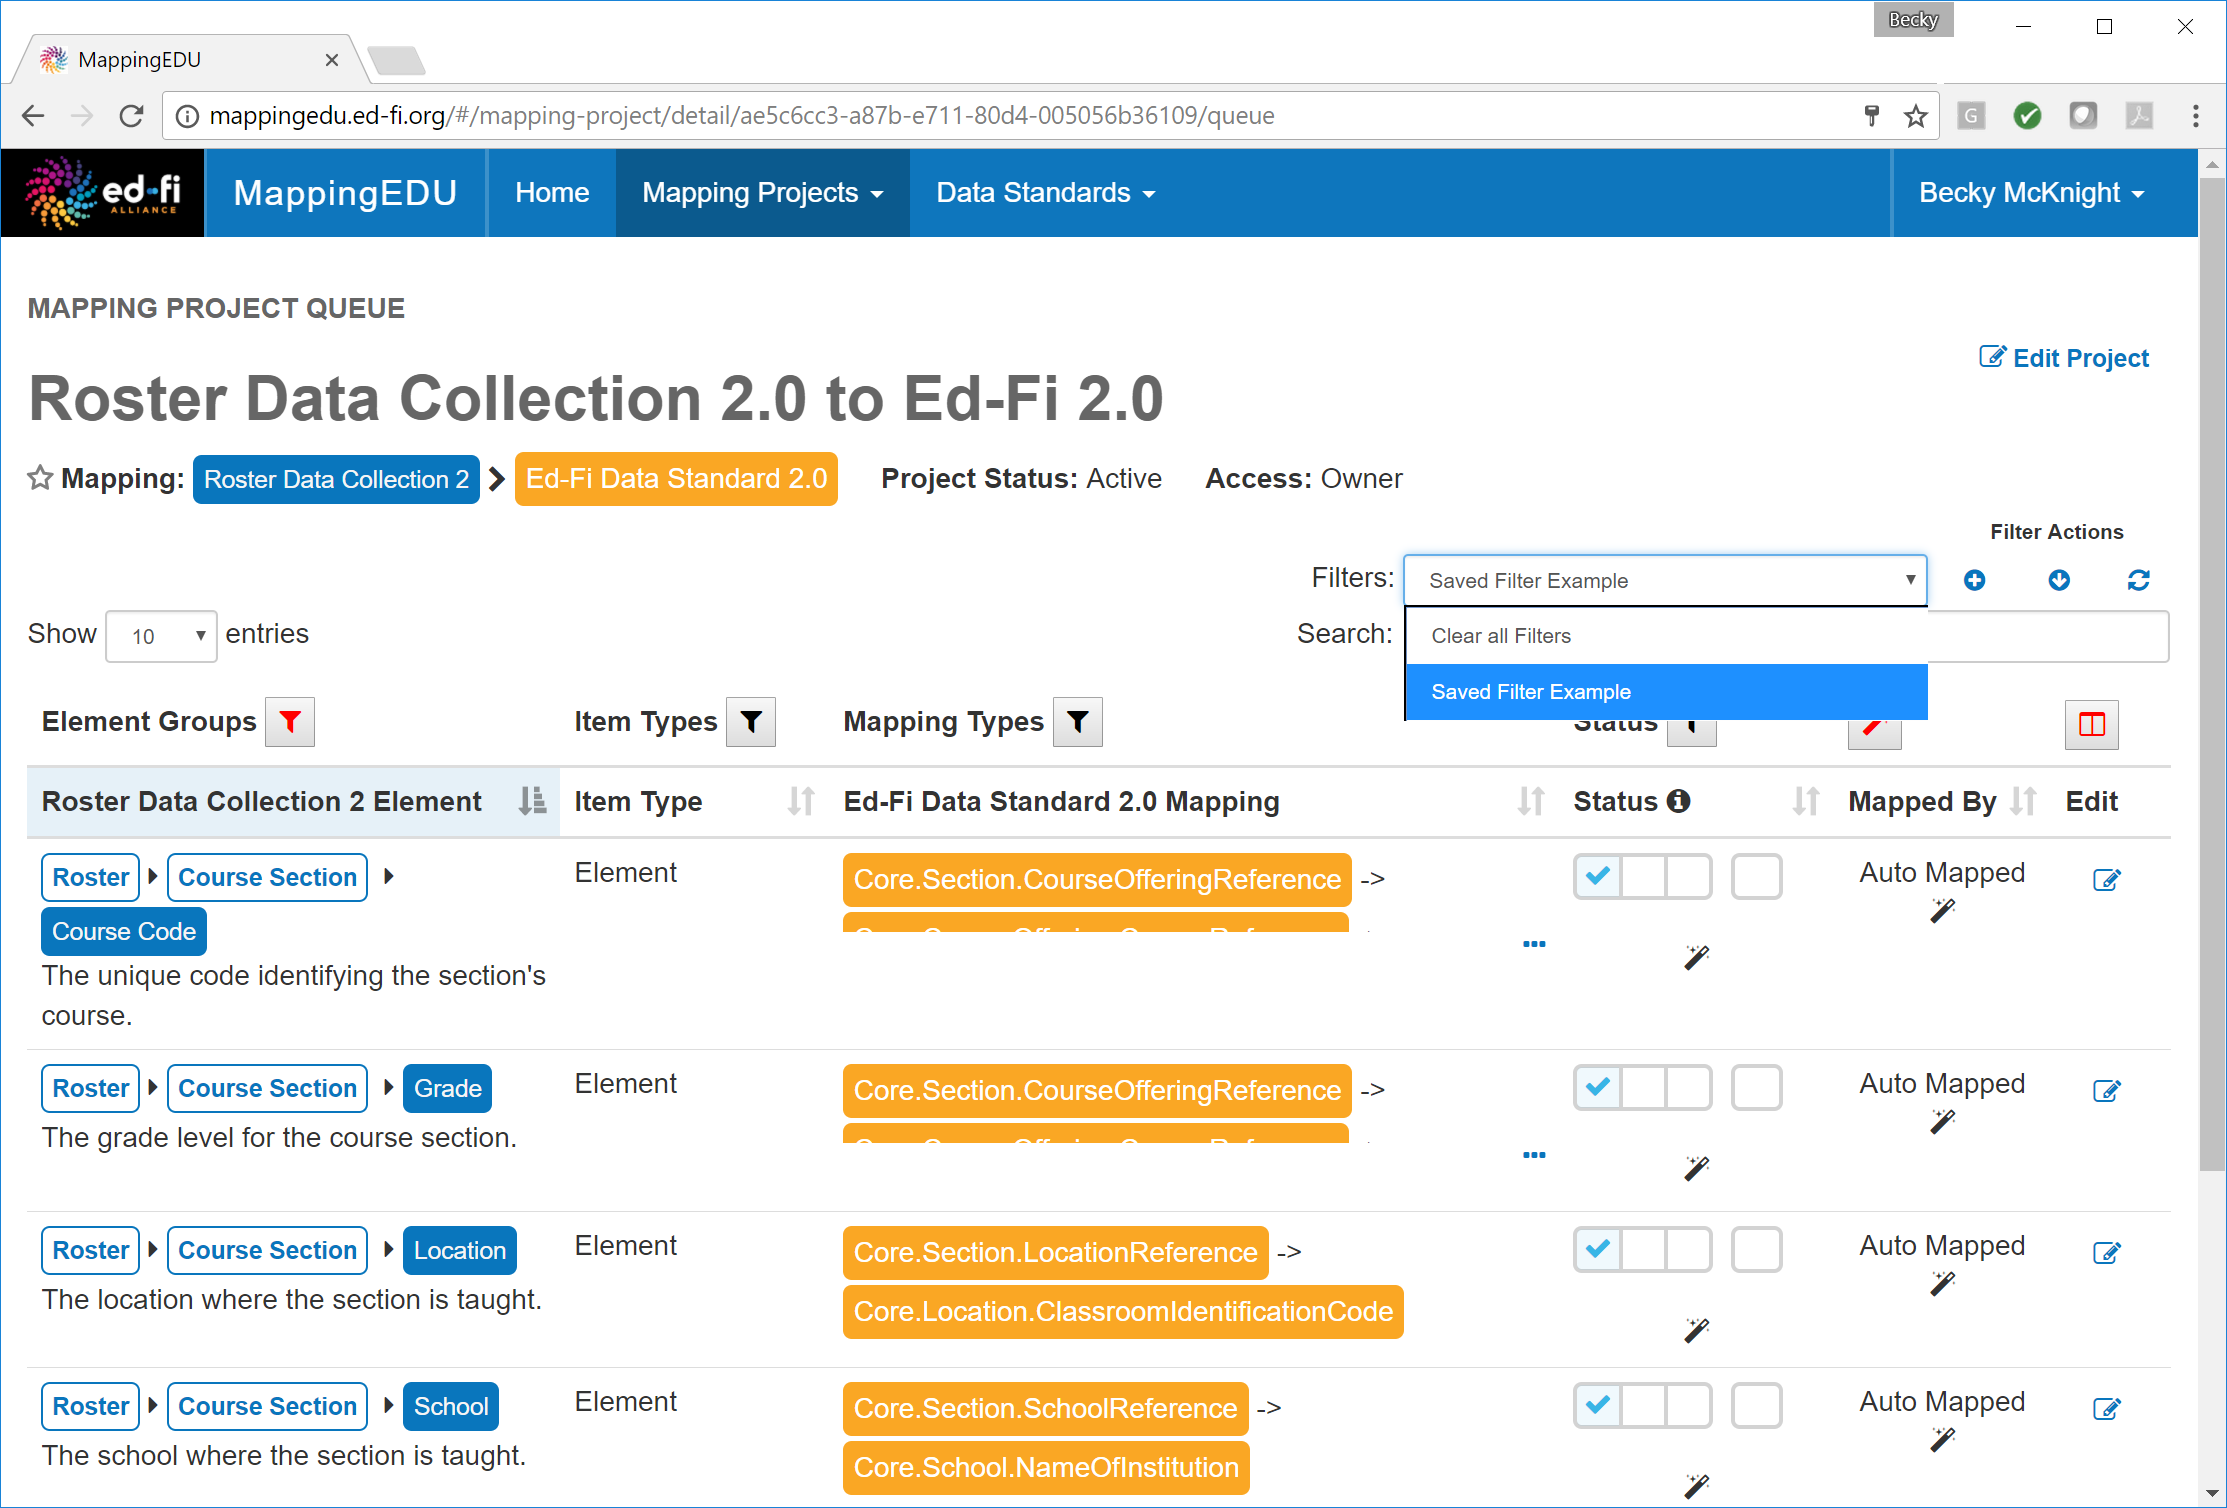 Becky
MappingEDU
mappingedu.ed-fi.org/#/mapping-project/detail/ae5c6cc3-a87b-e711-80d4-005056b36109/queue
G
ed-fi
ALLIANCE
MappingEDU
Home
Mapping Projects
Data Standards
Becky McKnight
MAPPING PROJECT QUEUE
Edit Project
Roster Data Collection 2.0 to Ed-Fi 2.0
Mapping: Roster Data Collection 2 Ed-Fi Data Standard 2.0 Project Status: Active Access: Owner
Filter Actions
Filters: Saved Filter Example
Show 10 entries
Search:
Clear all Filters
Saved Filter Example
Element Groups Item Types Mapping Types Status
Roster Data Collection 2 Element Item Type Ed-Fi Data Standard 2.0 Mapping Status Mapped By Edit
Roster Course Section Element Core.Section.CourseOfferingReference -> Auto Mapped
Course Code
The unique code identifying the section's
course.
Roster Course Section Grade Element Core.Section.CourseOfferingReference -> Auto Mapped
The grade level for the course section.
Roster Course Section Location Element Core.Section.LocationReference -> Auto Mapped
The location where the section is taught. Core.Location.ClassroomIdentificationCode
Roster Course Section School Element Core.Section.SchoolReference -> Auto Mapped
The school where the section is taught. Core.School.NameOfInstitution